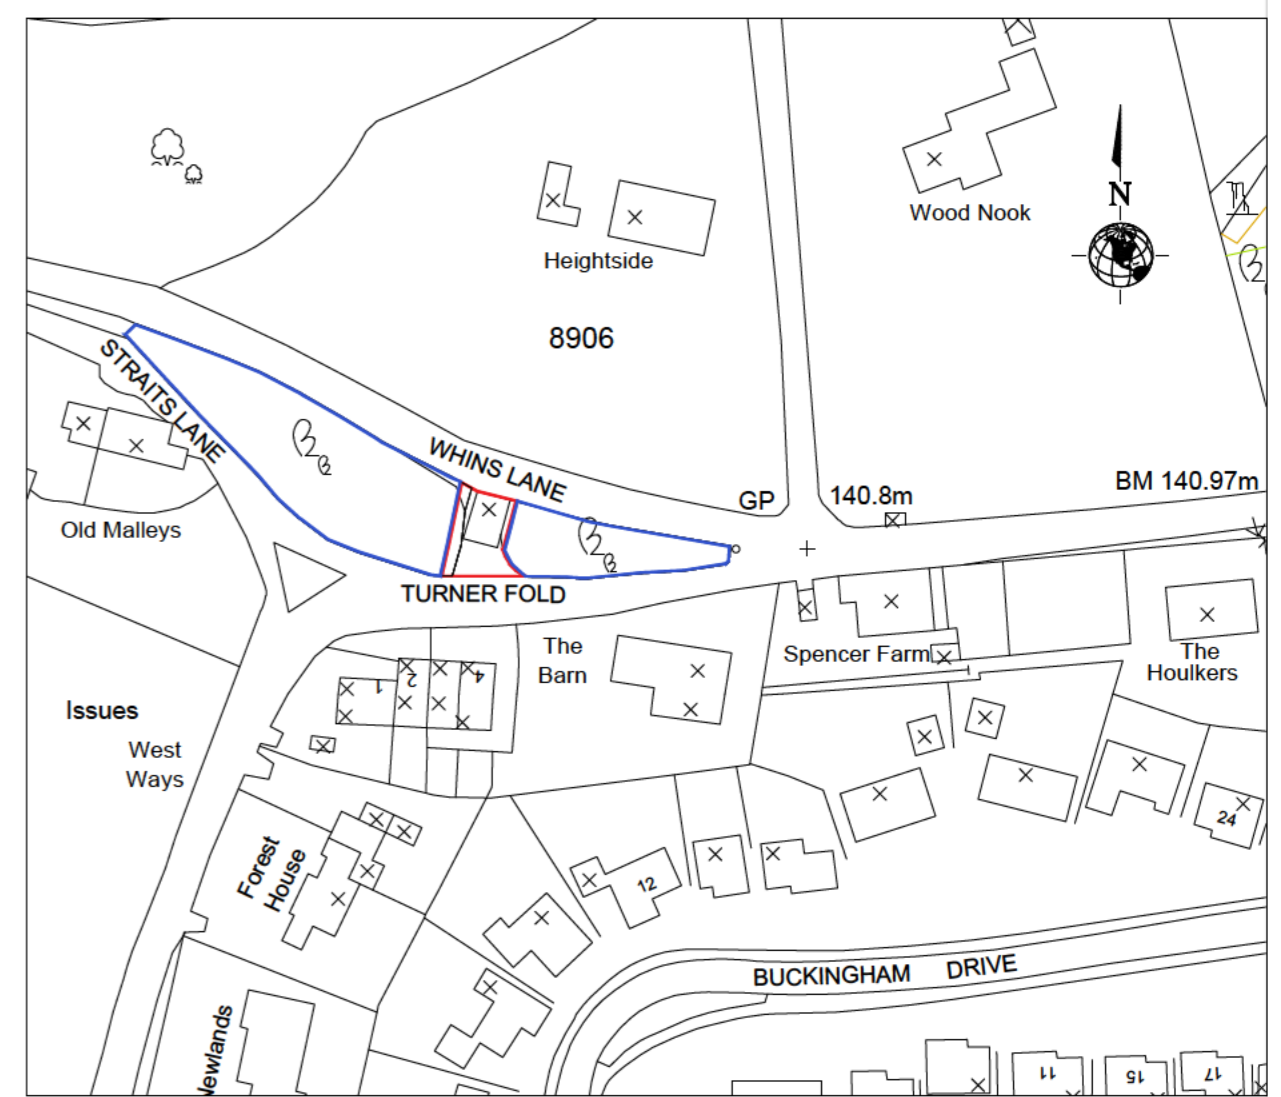 N
Wood Nook
Heightside
8906
STRAITS LANE
WHINS LANE
GP
140.8m
BM 140.97m
Old Malleys
TURNER FOLD
The
Barn
Spencer Farm
The
Houlkers
1
2
4
Issues
West
Ways
24
Forest
House
12
BUCKINGHAM DRIVE
Newlands
11
15
17